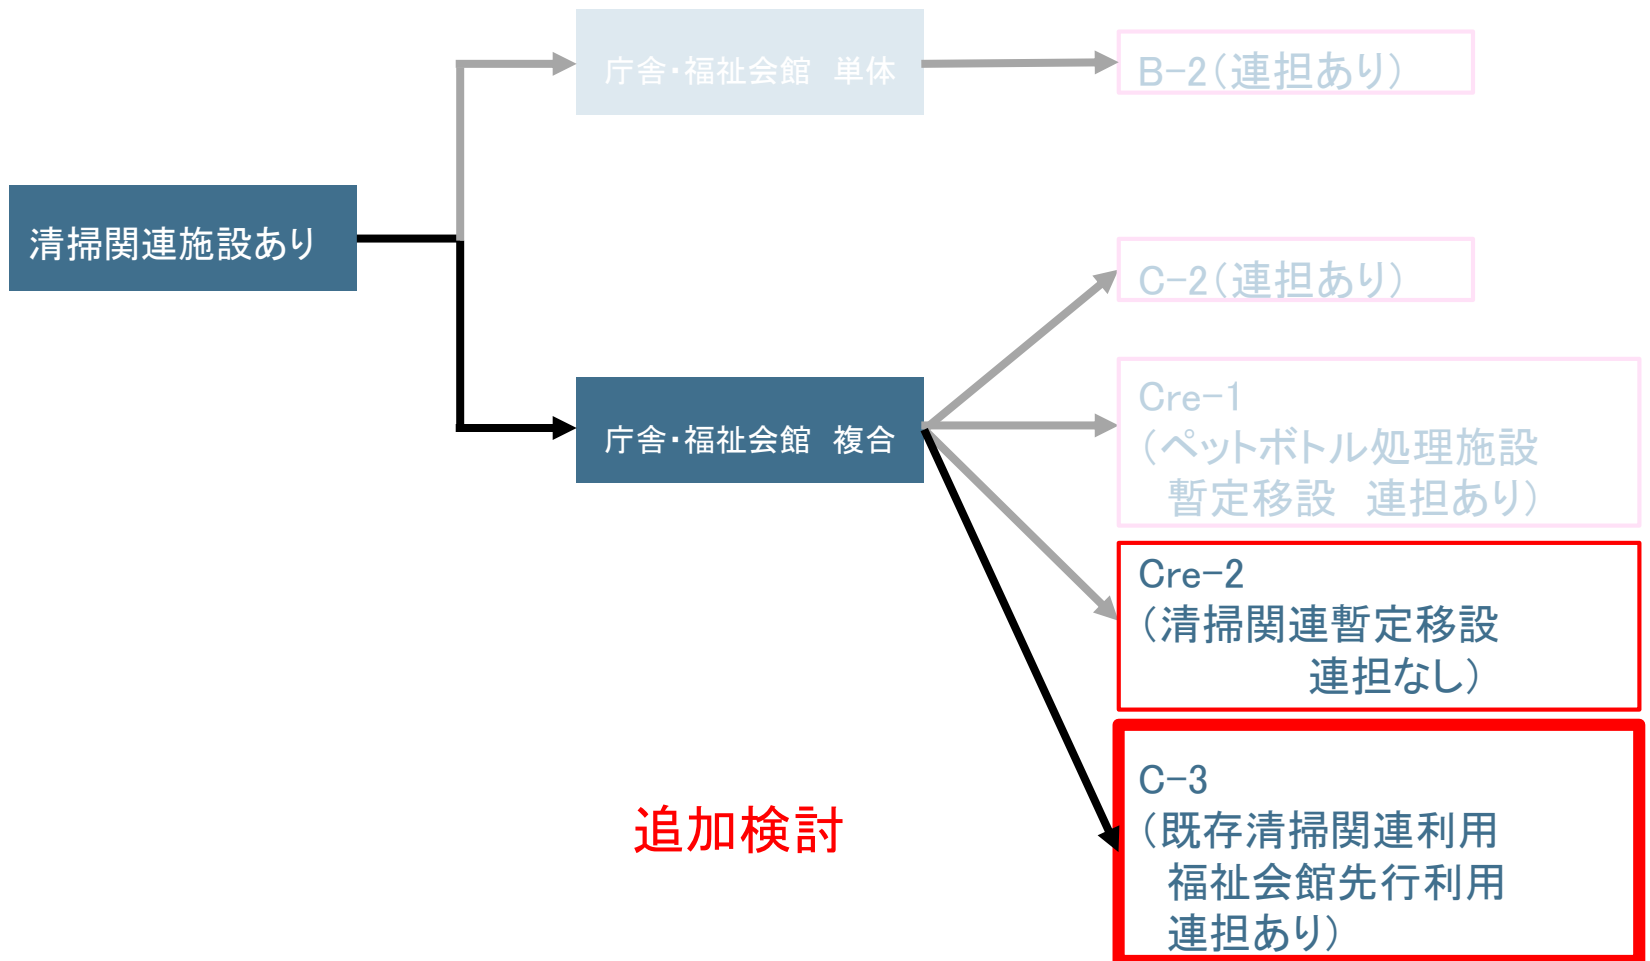 庁舎・福祉会館　単体
B-2（連担あり）
清掃関連施設あり
C-2（連担あり）
庁舎・福祉会館　複合
Cre-1
（ペットボトル処理施設
暫定移設　連担あり）
Cre-2
（清掃関連暫定移設
連担なし）
追加検討
C-3
（既存清掃関連利用
福祉会館先行利用
連担あり）